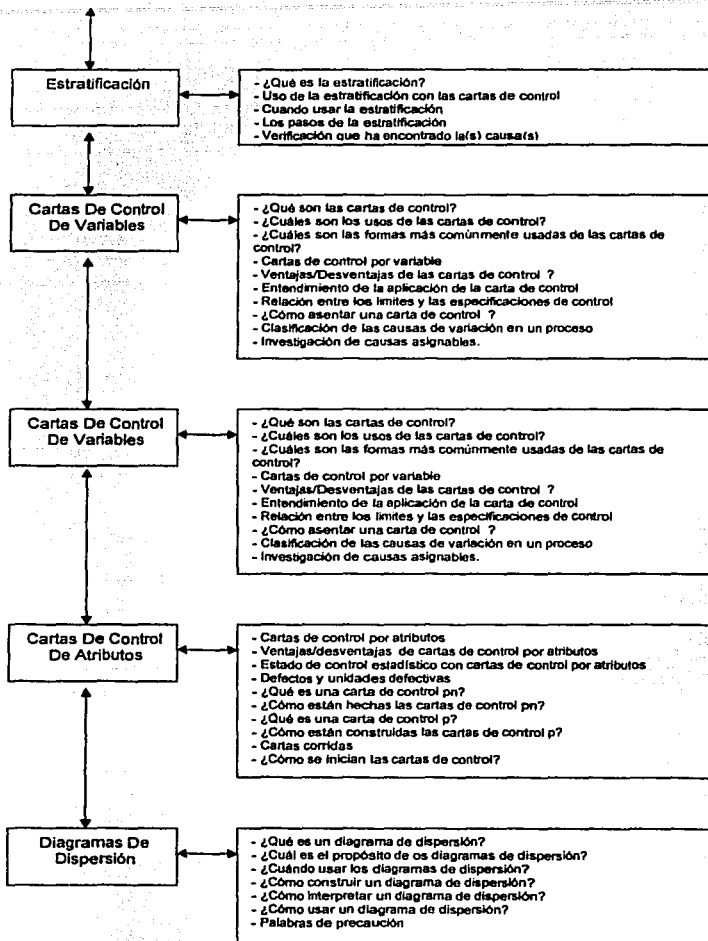 Estratificación
- ¿Qué es la estratificación?
- Uso de la estratificación con las cartas de control
- Cuando usar la estratificación
- Los pasos de la estratificación
- Verificación que ha encontrado la(s) causa(s)
Cartas De Control
De Variables
- ¿Qué son las cartas de control?
- ¿Cuáles son los usos de las cartas de control?
- ¿Cuáles son las formas más comúnmente usadas de las cartas de
control?
- Cartas de control por variable
- Ventajas/Desventajas de las cartas de control ?
- Entendimiento de la aplicación de la carta de control
- Relación entre los limites y las especificaciones de control
- ¿Cómo asentar una carta de control ?
- Clasificación de las causas de variación en un proceso
- Investigación de causas asignables.
Cartas De Control
De Variables
- ¿Qué son las cartas de control?
- ¿Cuáles son los usos de las cartas de control?
- ¿Cuáles son las formas más comúnmente usadas de las cartas de
control?
- Cartas de control por variable
- Ventajas/Desventajas de las cartas de control ?
- Entendimiento de la aplicación de la carta de control
- Relación entre los limites y las especificaciones de control
- ¿Cómo asentar una carta de control ?
- Clasificación de las causas de variación en un proceso
- Investigación de causas asignables.
Cartas De Control
De Atributos
- Cartas de control por atributos
- Ventajas/desventajas de cartas de control por atributos
- Estado de control estadístico con cartas de control por atributos
- Defectos y unidades defectivas
- ¿Qué es una carta de control pn?
- ¿Cómo están hechas las cartas de control pn?
- ¿Qué es una carta de control p?
- ¿Cómo están construidas las cartas de control p?
- Cartas corridas
- ¿Cómo se inician las cartas de control?
Diagramas De
Dispersión
- ¿Qué es un diagrama de dispersión?
- ¿Cuál es el propósito de os diagramas de dispersión?
- ¿Cuándo usar los diagramas de dispersión?
- ¿Cómo construir un diagrama de dispersión?
- ¿Cómo interpretar un diagrama de dispersión?
- ¿Cómo usar un diagrama de dispersión?
- Palabras de precaución